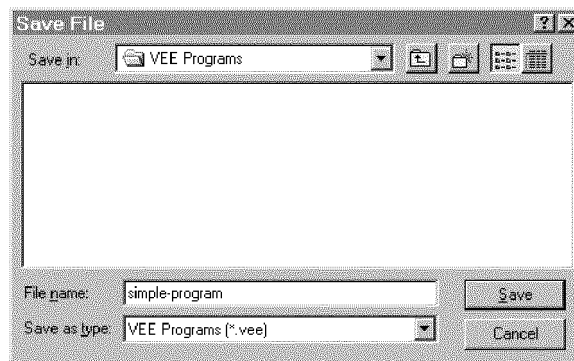 Save File
Save in: VEE Programs
File name: simple-program Save
Save as type: VEE Programs (*.vee) Cancel